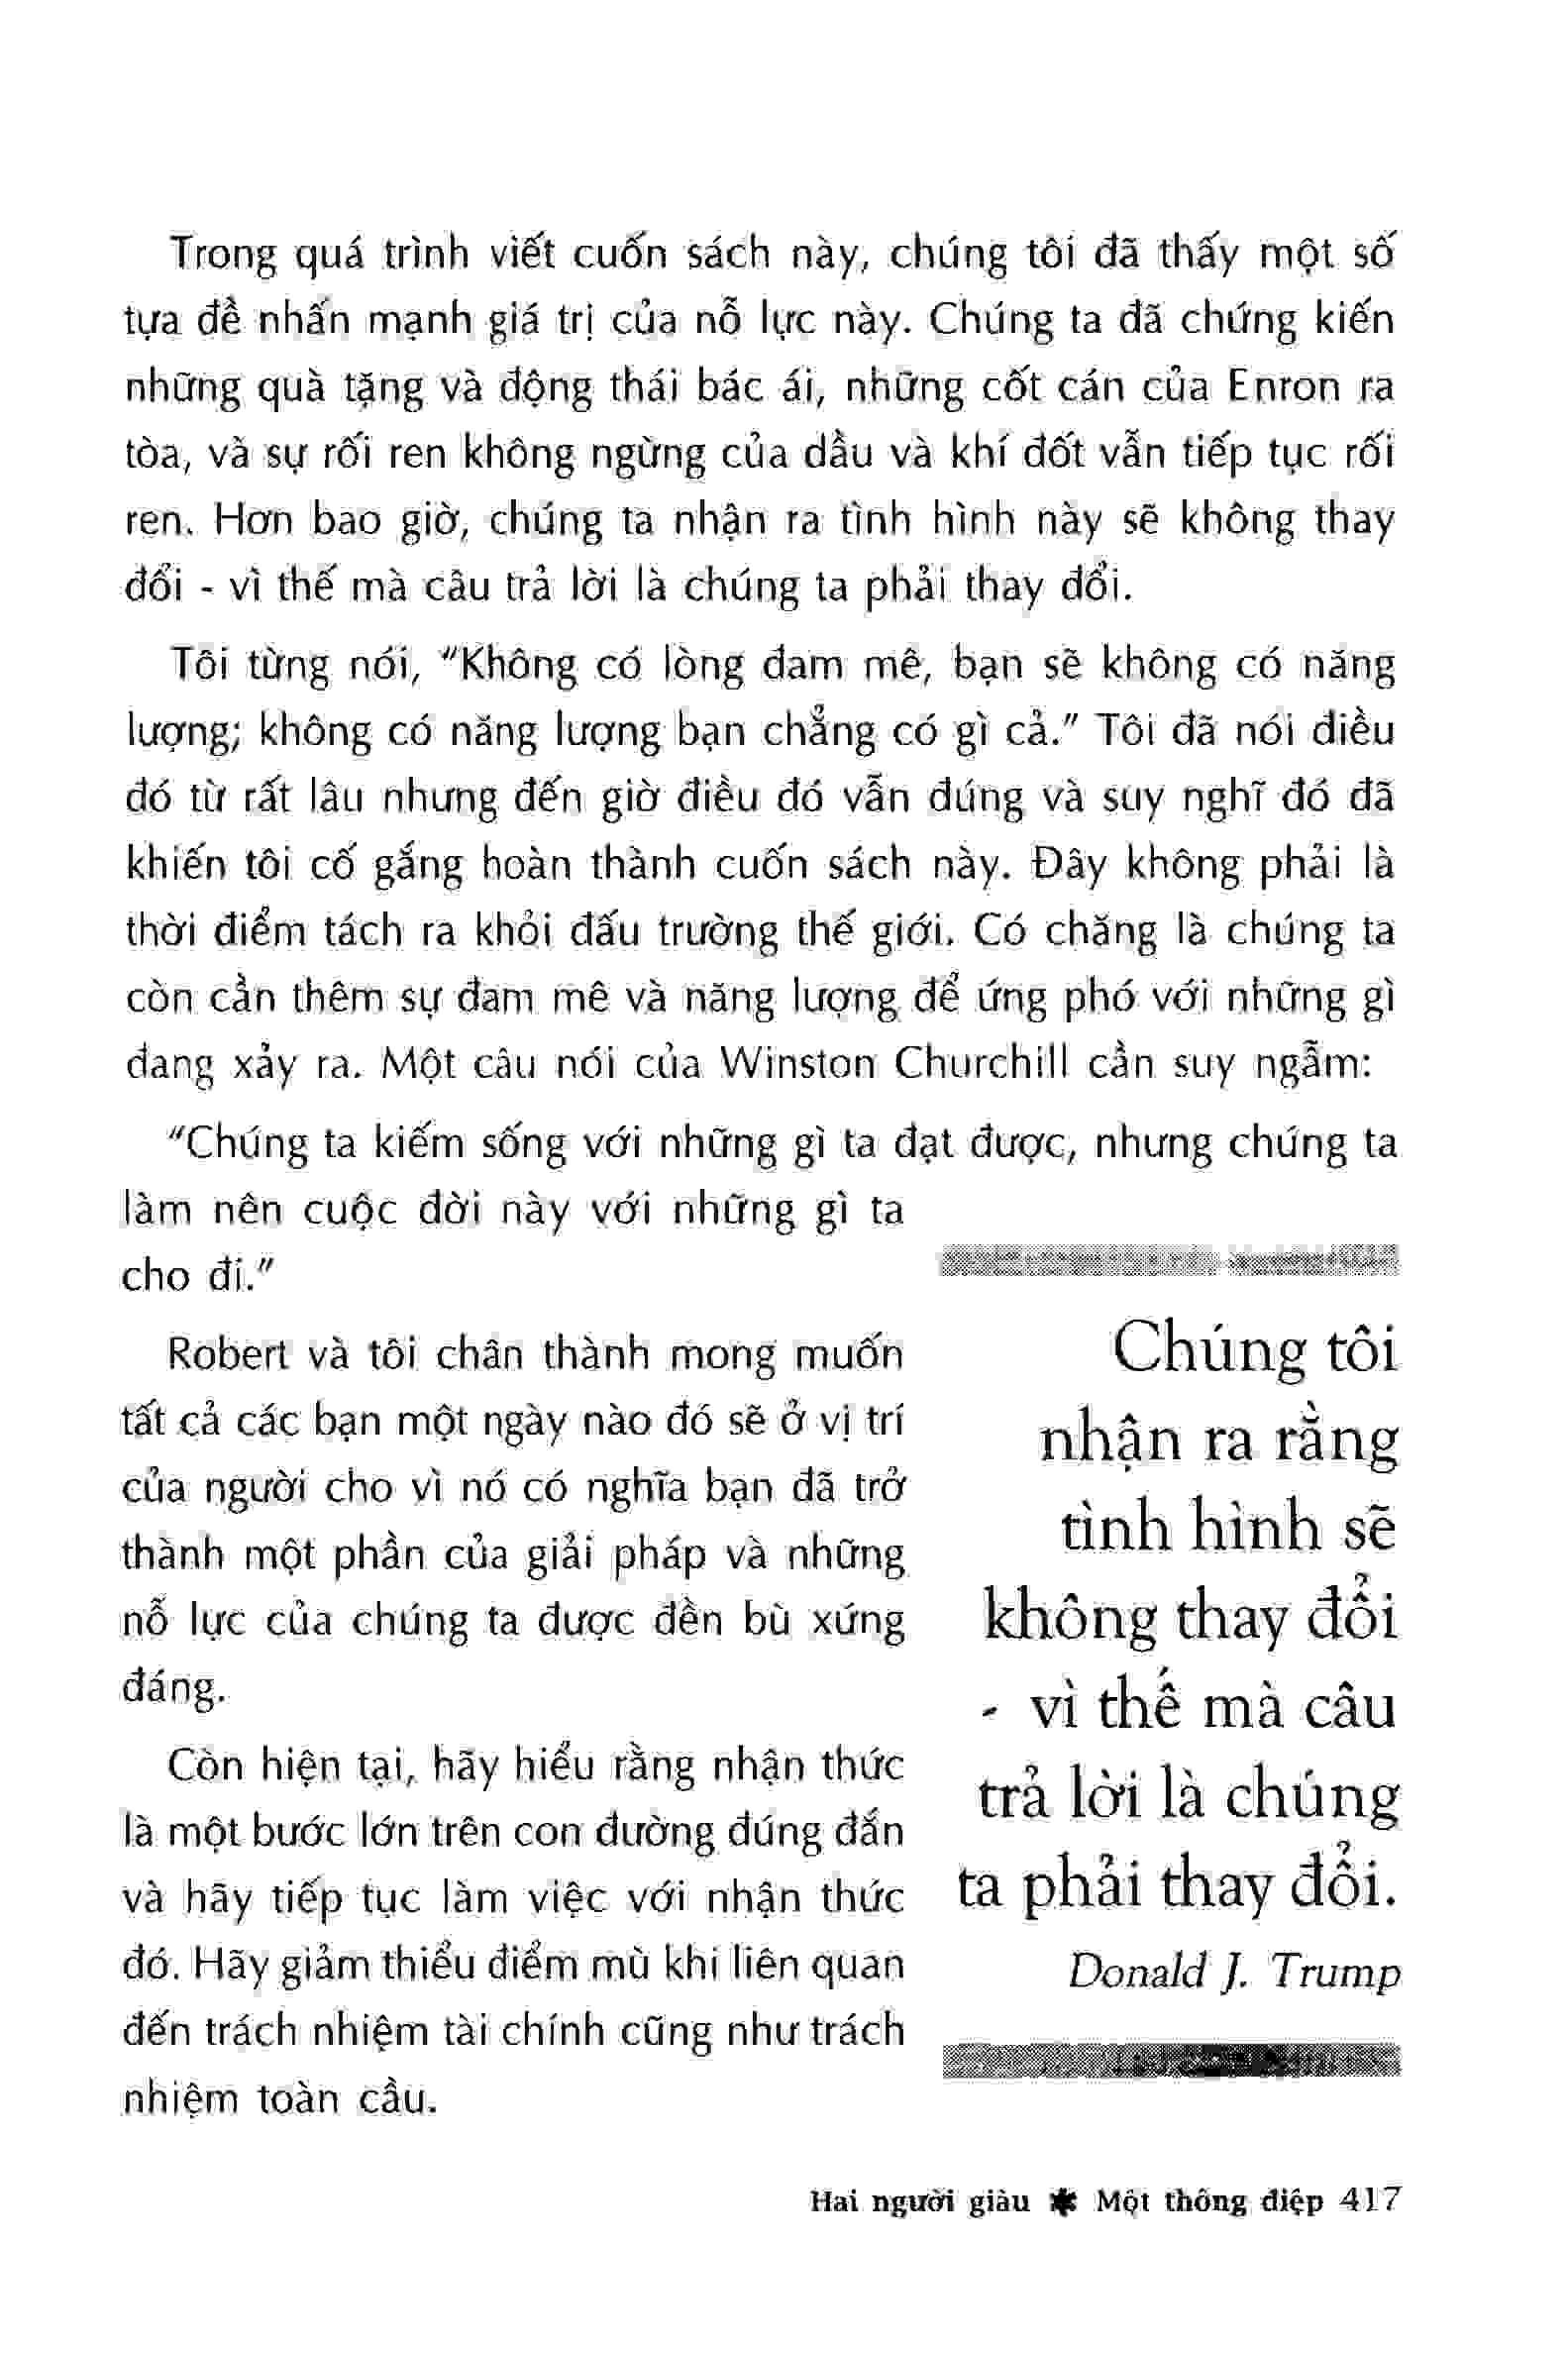 Trong quá trình viết cuốn sách này, chúng tôi đã thấy một số
tựa đề nhấn mạnh giá trị của nỗ lực này. Chúng ta đã chứng kiến
những quà tặng và động thái bác ái, những cốt cán của Enron ra
tòa, và sự rối ren không ngừng của dầu và khí đốt vẫn tiếp tục rối
ren. Hơn bao giờ, chúng ta nhận ra tình hình này sẽ không thay
đổi - vì thế mà câu trả lời là chúng ta phải thay đổi.
Tôi từng nói, "Không có lòng đam mê, bạn sẽ không có năng
lượng; không có năng lượng bạn chẳng có gì cả." Tôi đã nói điều
đó từ rất lâu nhưng đến giờ điều đó vẫn đúng và suy nghĩ đó đã
khiến tôi cố gắng hoàn thành cuốn sách này. Đây không phải là
thời điểm tách ra khỏi đấu trường thế giới. Có chăng là chúng ta
còn cần thêm sự đam mê và năng lượng để ứng phó với những gì
đang xảy ra. Một câu nói của Winston Churchill cần suy ngẫm:
"Chúng ta kiếm sống với những gì ta đạt được, nhưng chúng ta
làm nên cuộc đời này với những gì ta
cho đi."
Robert và tôi chân thành mong muốn
tất cả các bạn một ngày nào đó sẽ ở vị trí
của người cho vì nó có nghĩa bạn đã trở
thành một phần của giải pháp và những
nỗ lực của chúng ta được đền bù xứng
đáng.
Còn hiện tại, hãy hiểu rằng nhận thức
là một bước lớn trên con đường đúng đắn
và hãy tiếp tục làm việc với nhận thức
đó. Hãy giảm thiểu điểm mù khi liên quan
đến trách nhiệm tài chính cũng như trách
nhiệm toàn cầu.
Chúng tôi
nhận ra rằng
tình hình sẽ
không thay đổi
- vì thế mà câu
trả lời là chúng
ta phải thay đổi.
Donald J. Trump
Hai người giàu ✱ Một thông điệp 417